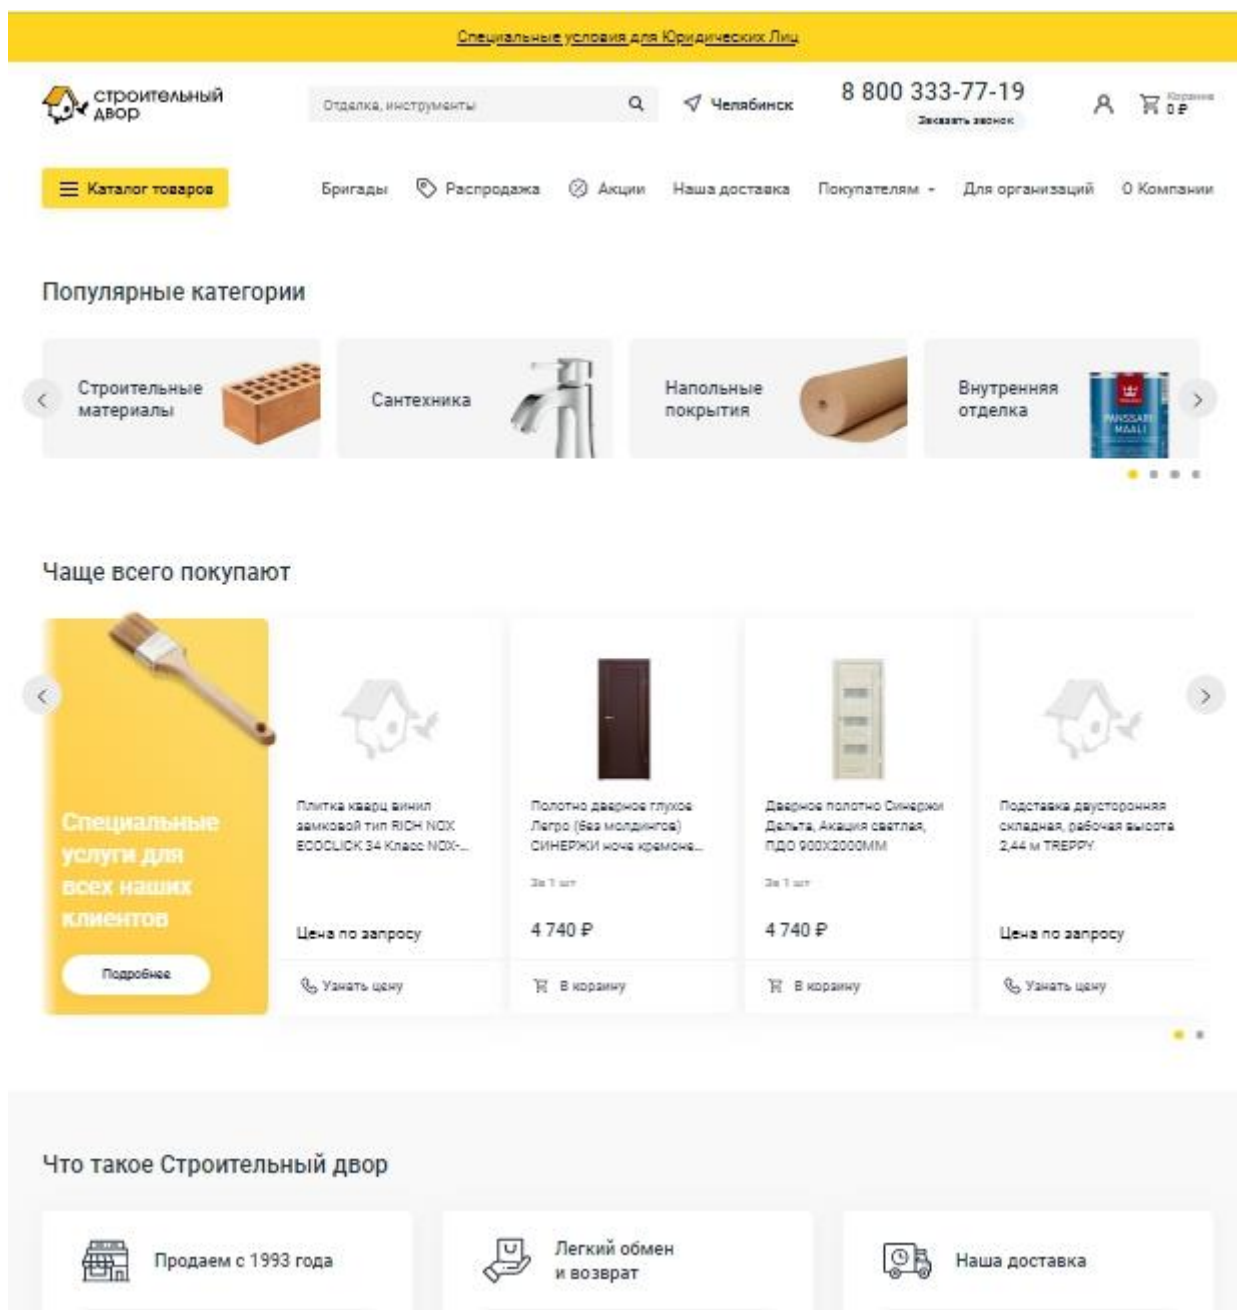 Специальные условия для Юридических Лиц
строительный
двор
Отделка, инструменты
Челябинск
8 800 333-77-19
Заказать звонок
Корзина
0 ₽
Каталог товаров
Бригады
Распродажа
Акции
Наша доставка
Покупателям
Для организаций
О Компании
Популярные категории
Строительные
материалы
Сантехника
Напольные
покрытия
Внутренняя
отделка
PANSSARI
MAALI
Чаще всего покупают
Специальные
услуги для
всех наших
клиентов
Подробнее
Плитка кварц винил
замковой тип RICH NOX
ECOCLICK 34 Класс NOX-...
Цена по запросу
Узнать цену
Полотно дверное глухое
Легро (без молдингов)
СИНЕРЖИ ноче кремоне...
За 1 шт
4 740 ₽
В корзину
Дверное полотно Синержи
Дельта, Акация светлая,
ПДО 900X2000ММ
За 1 шт
4 740 ₽
В корзину
Подставка двусторонняя
складная, рабочая высота
2,44 м TREPPY
Цена по запросу
Узнать цену
Что такое Строительный двор
Продаем с 1993 года
Легкий обмен
и возврат
Наша доставка